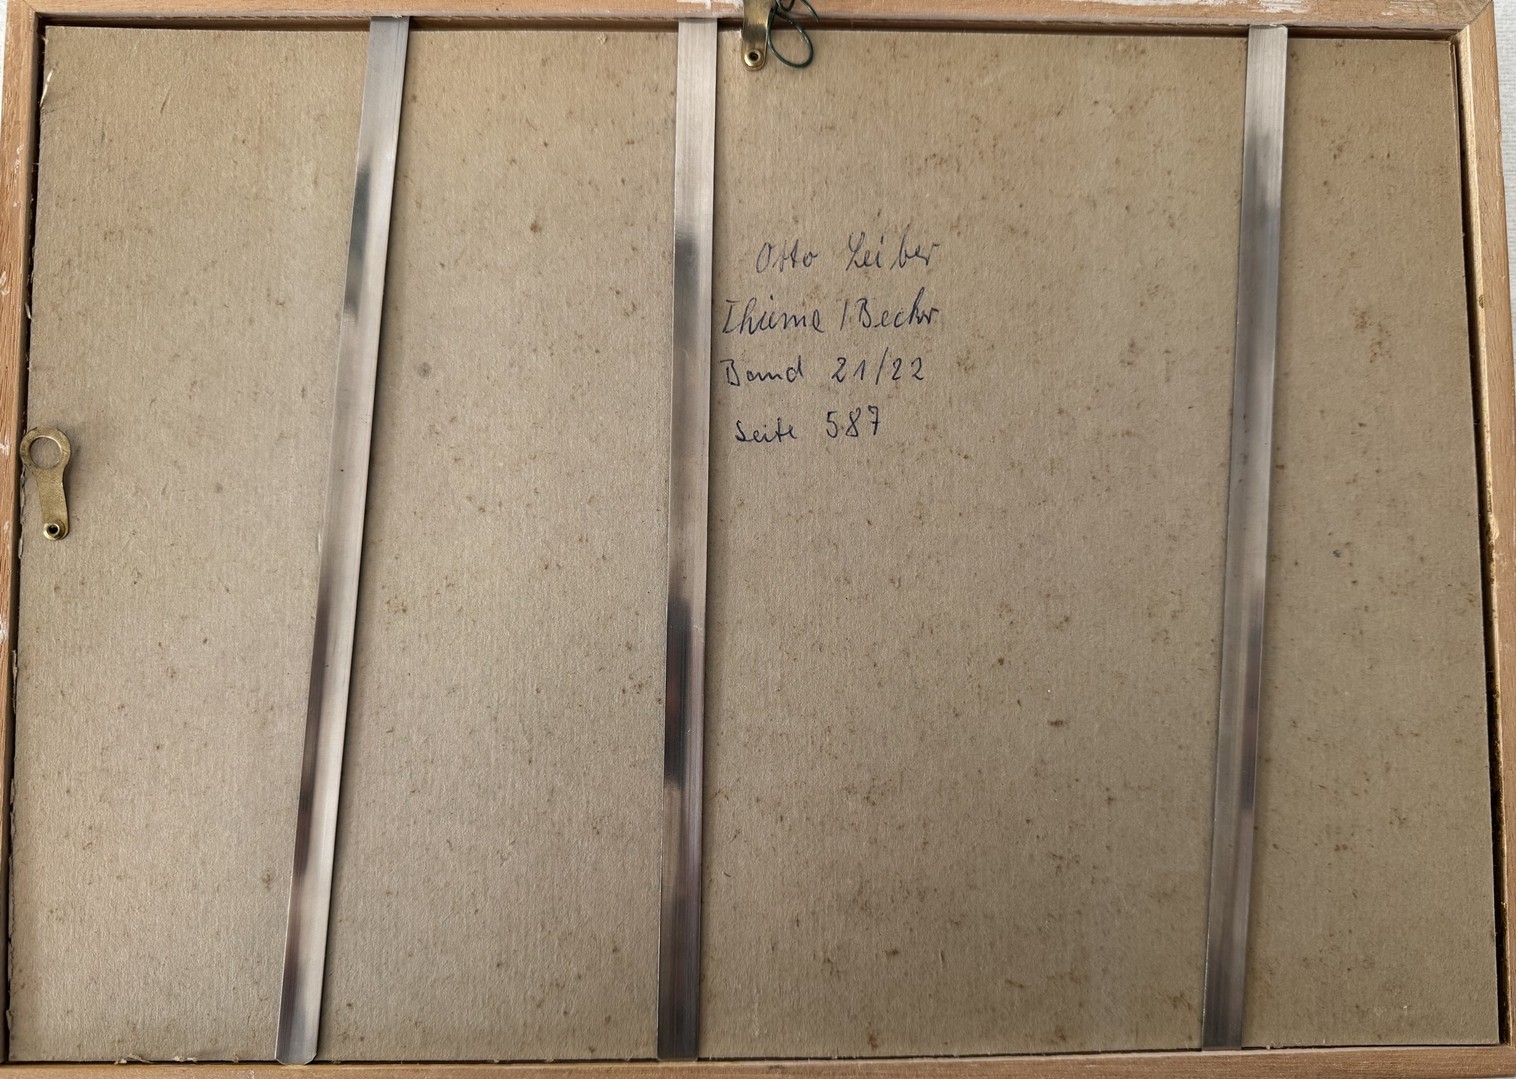 Otto Leiber
Thieme / Becker
Band 21/22
Seite 587